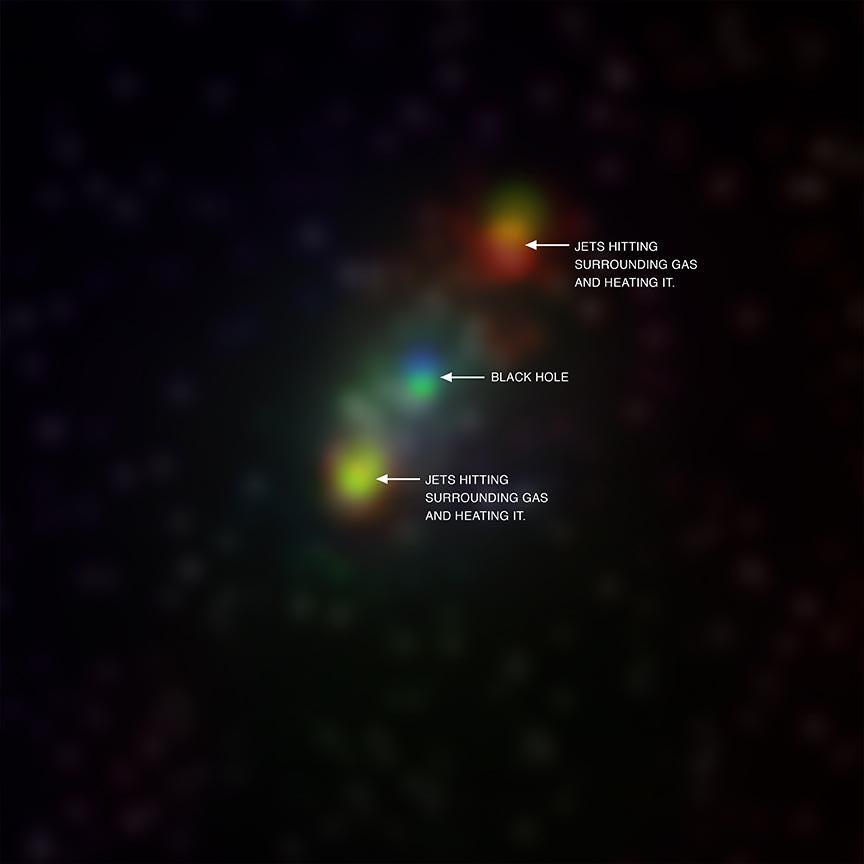 JETS HITTING
SURROUNDING GAS
AND HEATING IT.
BLACK HOLE
JETS HITTING
SURROUNDING GAS
AND HEATING IT.